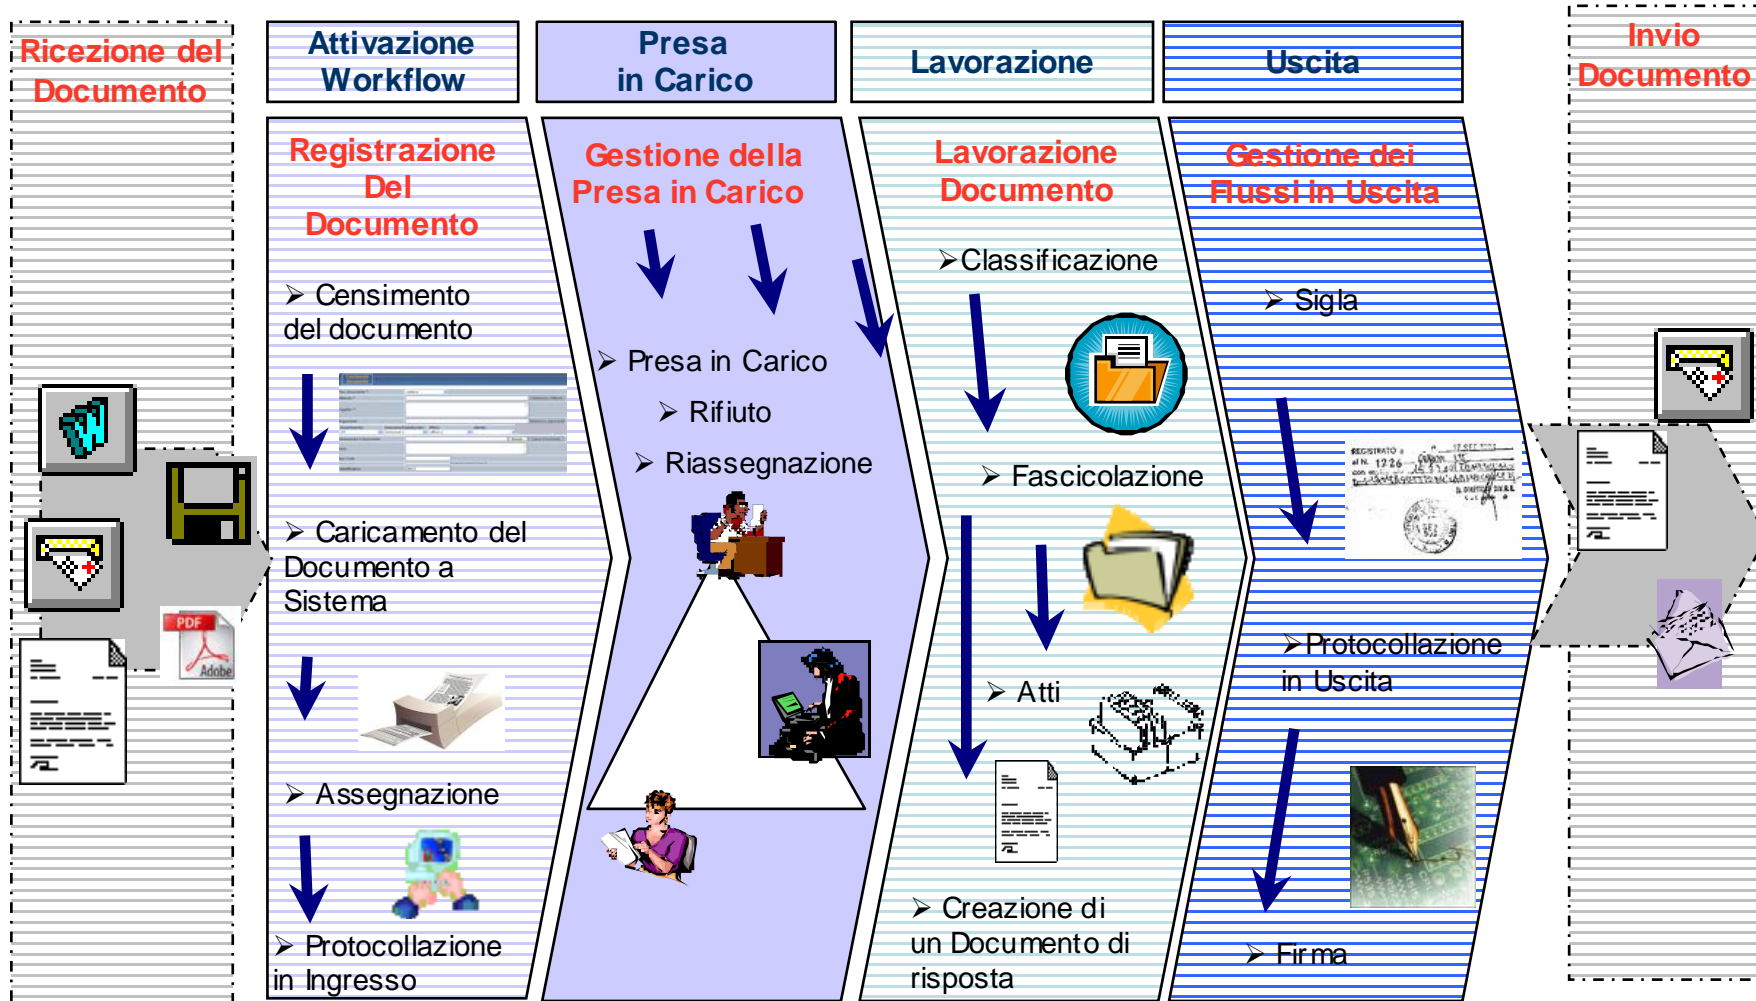 Ricezione del
Documento
Attivazione
Workflow
Presa
in Carico
Lavorazione
Uscita
Invio
Documento
Registrazione
Del
Documento
➢ Censimento
del documento
➢ Caricamento del
Documento a
Sistema
➢ Assegnazione
➢ Protocollazione
in Ingresso
Gestione della
Presa in Carico
➢ Presa in Carico
➢ Rifiuto
➢ Riassegnazione
Lavorazione
Documento
➢Classificazione
➢ Fascicolazione
➢ Atti
➢ Creazione di
un Documento di
risposta
Gestione dei
Flussi in Uscita
➢ Sigla
REGISTRATO a
al N. 1226
➢Protocollazione
in Uscita
➢ Firma
PDF
Adobe